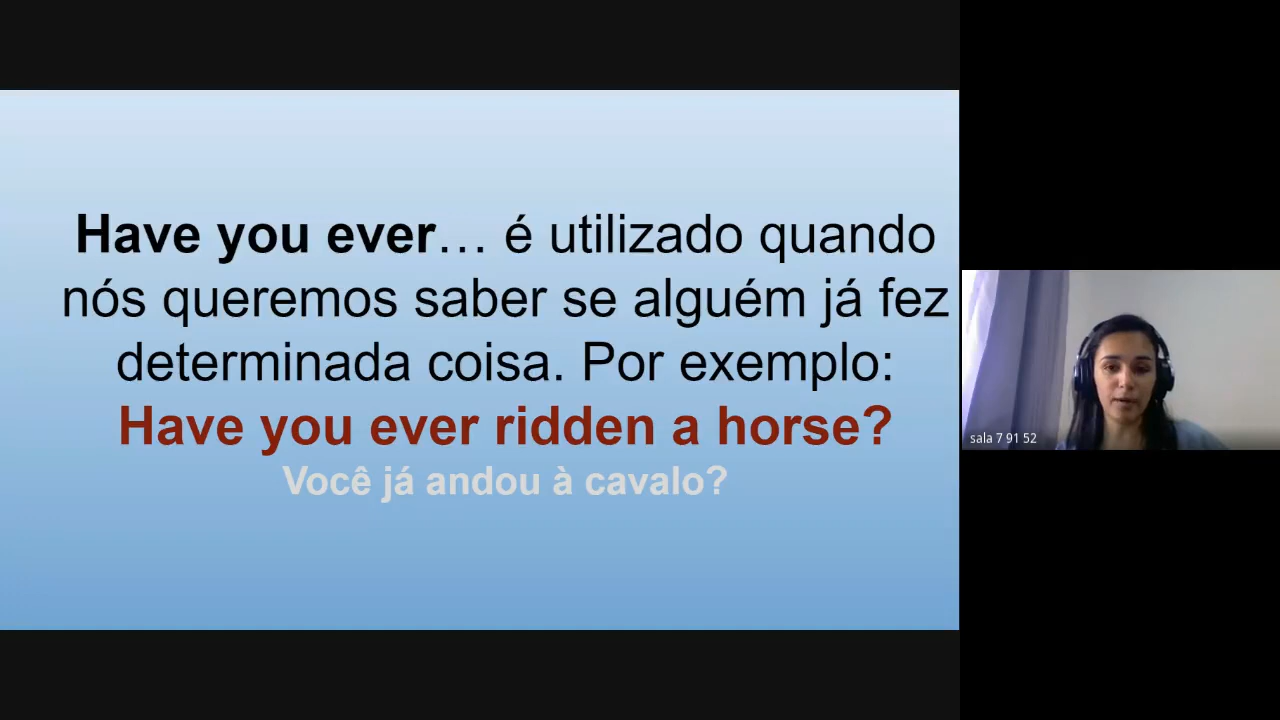 Have you ever… é utilizado quando
nós queremos saber se alguém já fez
determinada coisa. Por exemplo:
Have you ever ridden a horse?
Você já andou à cavalo?
sala 7 91 52